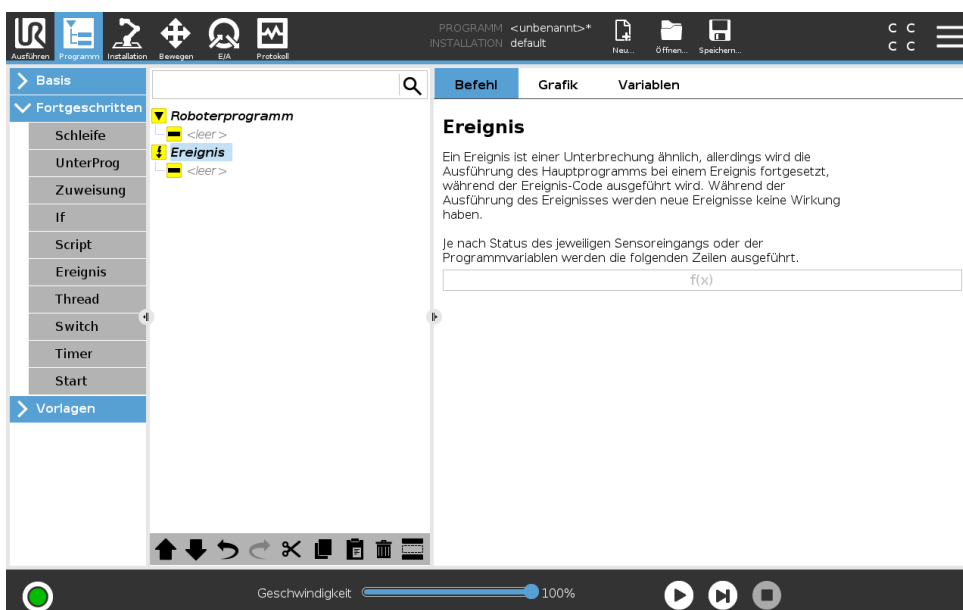 UR
PROGRAMM <unbenannt>*
INSTALLATION default
Ausführen Programm Installation Bewegen E/A Protokoll
Neu... Öffnen... Speichern...
C C
C C
Basis
Fortgeschritten
Schleife
UnterProg
Zuweisung
If
Script
Ereignis
Thread
Switch
Timer
Start
Vorlagen
Roboterprogramm
<leer>
Ereignis
<leer>
Befehl Grafik Variablen
Ereignis
Ein Ereignis ist einer Unterbrechung ähnlich, allerdings wird die
Ausführung des Hauptprogramms bei einem Ereignis fortgesetzt,
während der Ereignis-Code ausgeführt wird. Während der
Ausführung des Ereignisses werden neue Ereignisse keine Wirkung
haben.
Je nach Status des jeweiligen Sensoreingangs oder der
Programmvariablen werden die folgenden Zeilen ausgeführt.
f(x)
Geschwindigkeit 100%